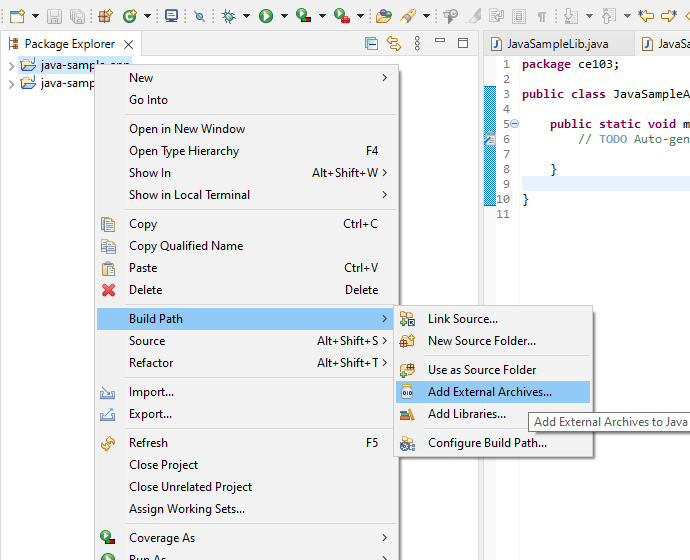 Package Explorer
JavaSampleLib.java
java-sample-app
java-samp
New
Go Into
Open in New Window
Open Type Hierarchy F4
Show In Alt+Shift+W
Show in Local Terminal
Copy Ctrl+C
Copy Qualified Name
Paste Ctrl+V
Delete Delete
Build Path
Source Alt+Shift+S
Refactor Alt+Shift+T
Import...
Export...
Refresh F5
Close Project
Close Unrelated Project
Assign Working Sets...
Coverage As
Run As
Link Source...
New Source Folder...
Use as Source Folder
Add External Archives...
Add Libraries...
Add External Archives to Java
Configure Build Path...
JavaSa
1 package ce103;
2
3 public class JavaSampleA
4
5 public static void m
6 // TODO Auto-gen
7
8 }
9
10 }
11